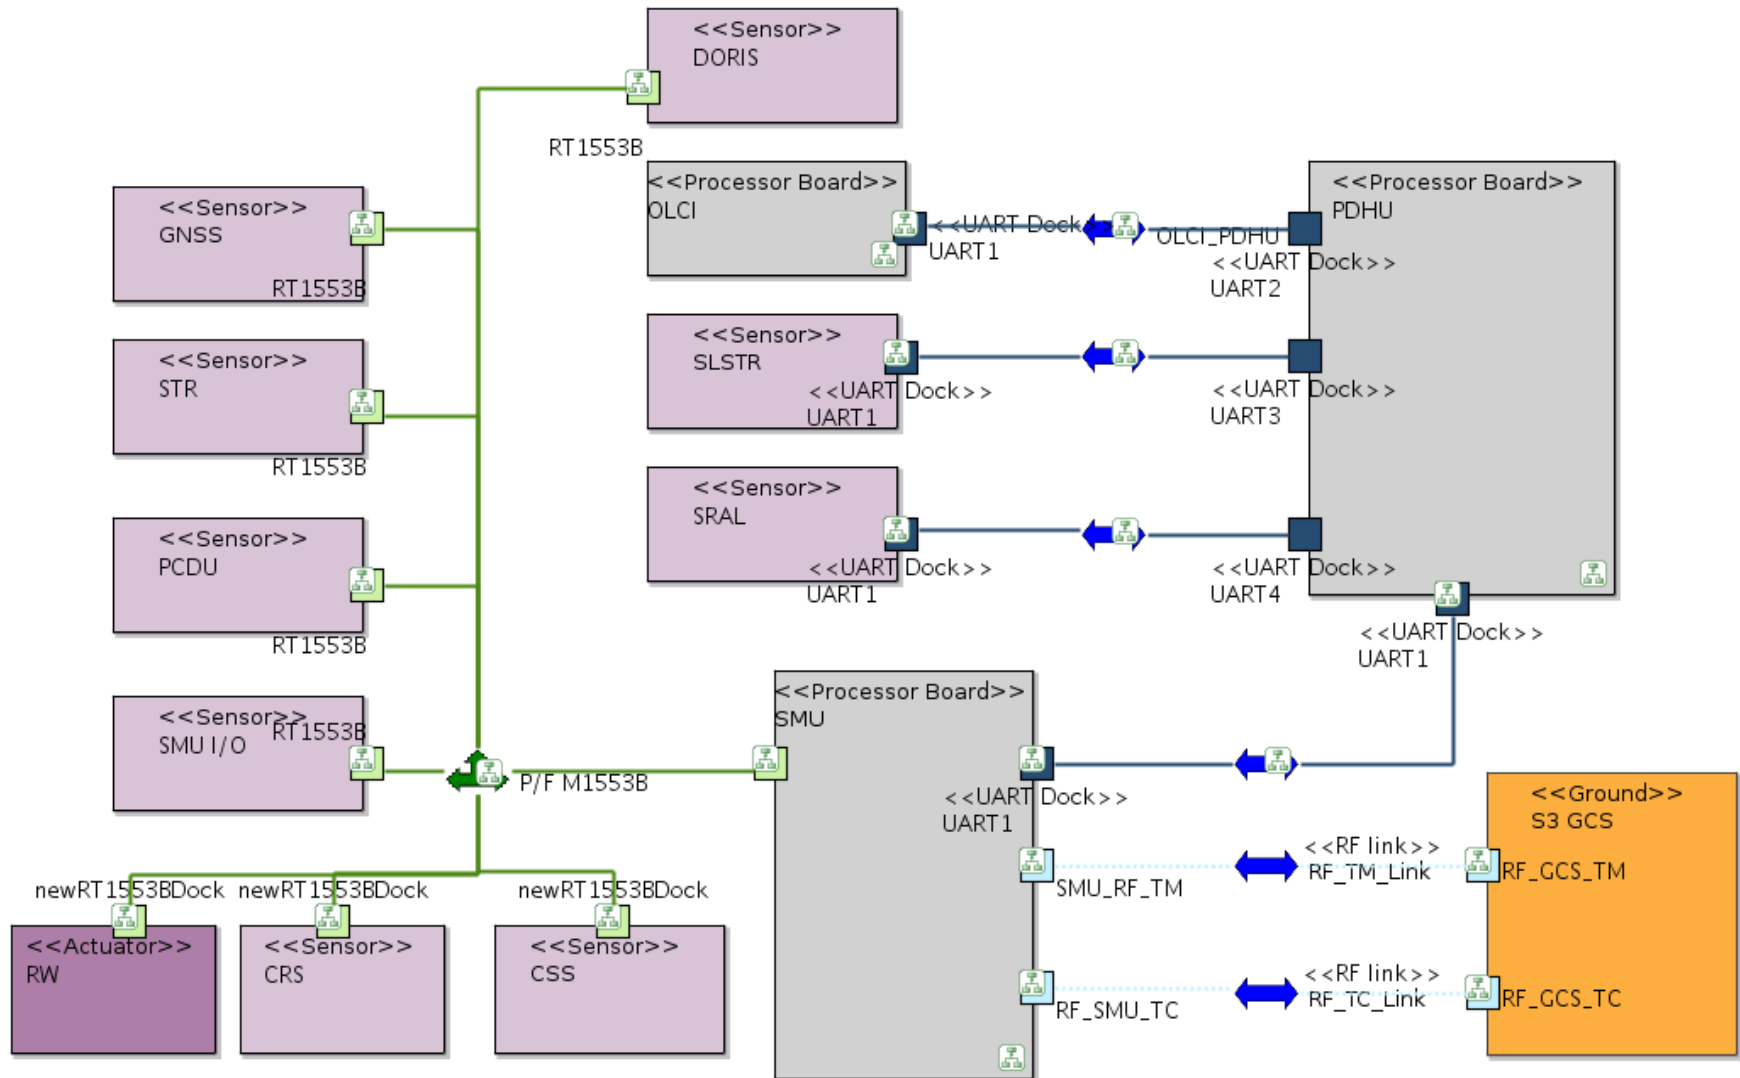 <<Sensor>>
DORIS
RT1553B
<<Sensor>>
GNSS
RT1553B
<<Sensor>>
STR
RT1553B
<<Sensor>>
PCDU
RT1553B
<<Sensor>>
SMU I/O
RT1553B
P/F M1553B
newRT1553BDock
newRT1553BDock
newRT1553BDock
<<Actuator>>
RW
<<Sensor>>
CRS
<<Sensor>>
CSS
<<Processor Board>>
OLCI
<<UART Dock>>
UART1
OLCI_PDHU
<<Processor Board>>
PDHU
<<UART Dock>>
UART2
<<Sensor>>
SLSTR
<<UART Dock>>
UART1
<<UART Dock>>
UART3
<<Sensor>>
SRAL
<<UART Dock>>
UART1
<<UART Dock>>
UART4
<<UART Dock>>
UART1
<<Processor Board>>
SMU
<<UART Dock>>
UART1
SMU_RF_TM
RF_SMU_TC
<<RF link>>
RF_TM_Link
<<RF link>>
RF_TC_Link
<<Ground>>
S3 GCS
RF_GCS_TM
RF_GCS_TC